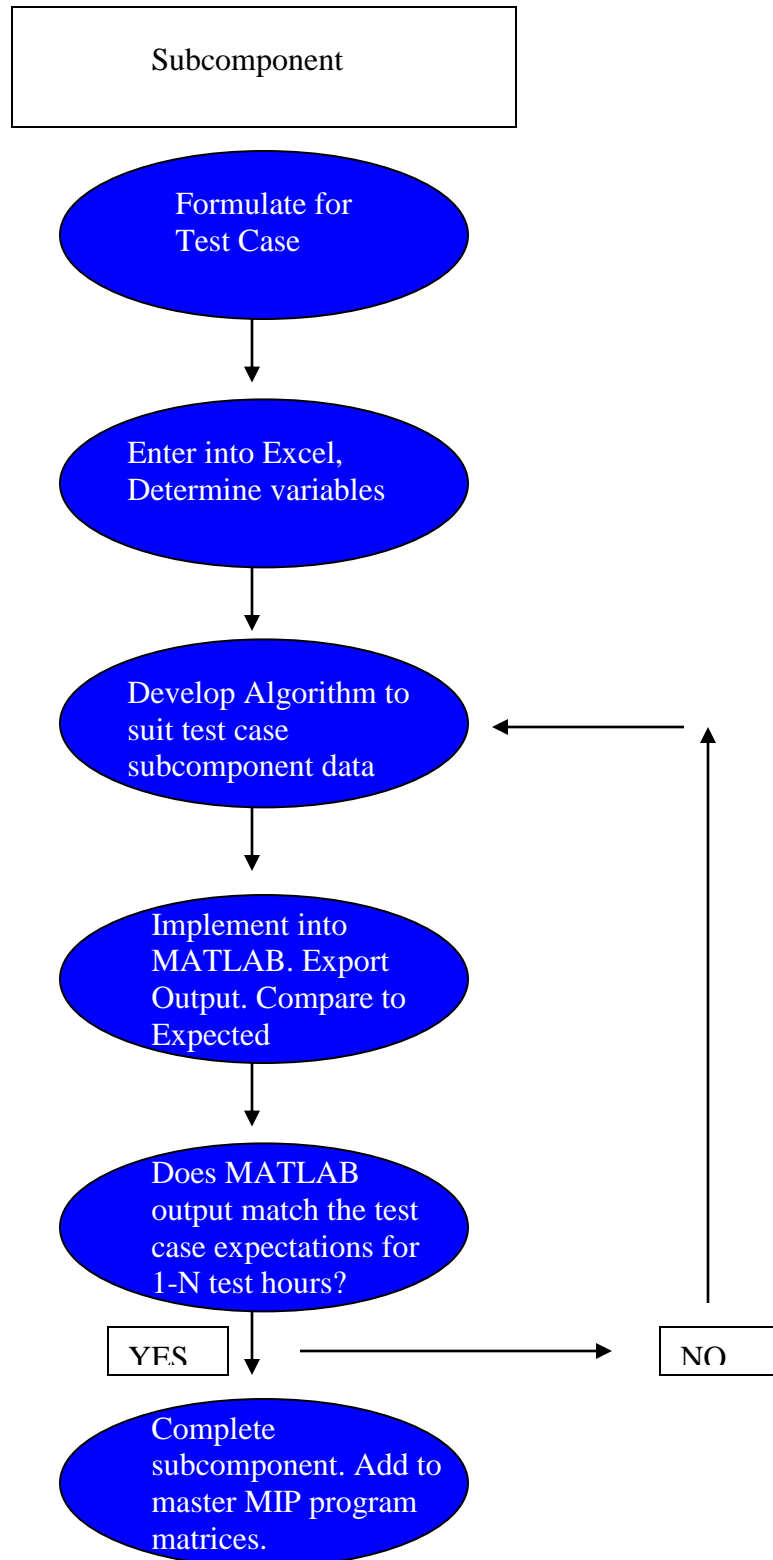 Subcomponent
Formulate for
Test Case
Enter into Excel,
Determine variables
Develop Algorithm to
suit test case
subcomponent data
Implement into
MATLAB. Export
Output. Compare to
Expected
Does MATLAB
output match the test
case expectations for
1-N test hours?
YES
NO
Complete
subcomponent. Add to
master MIP program
matrices.